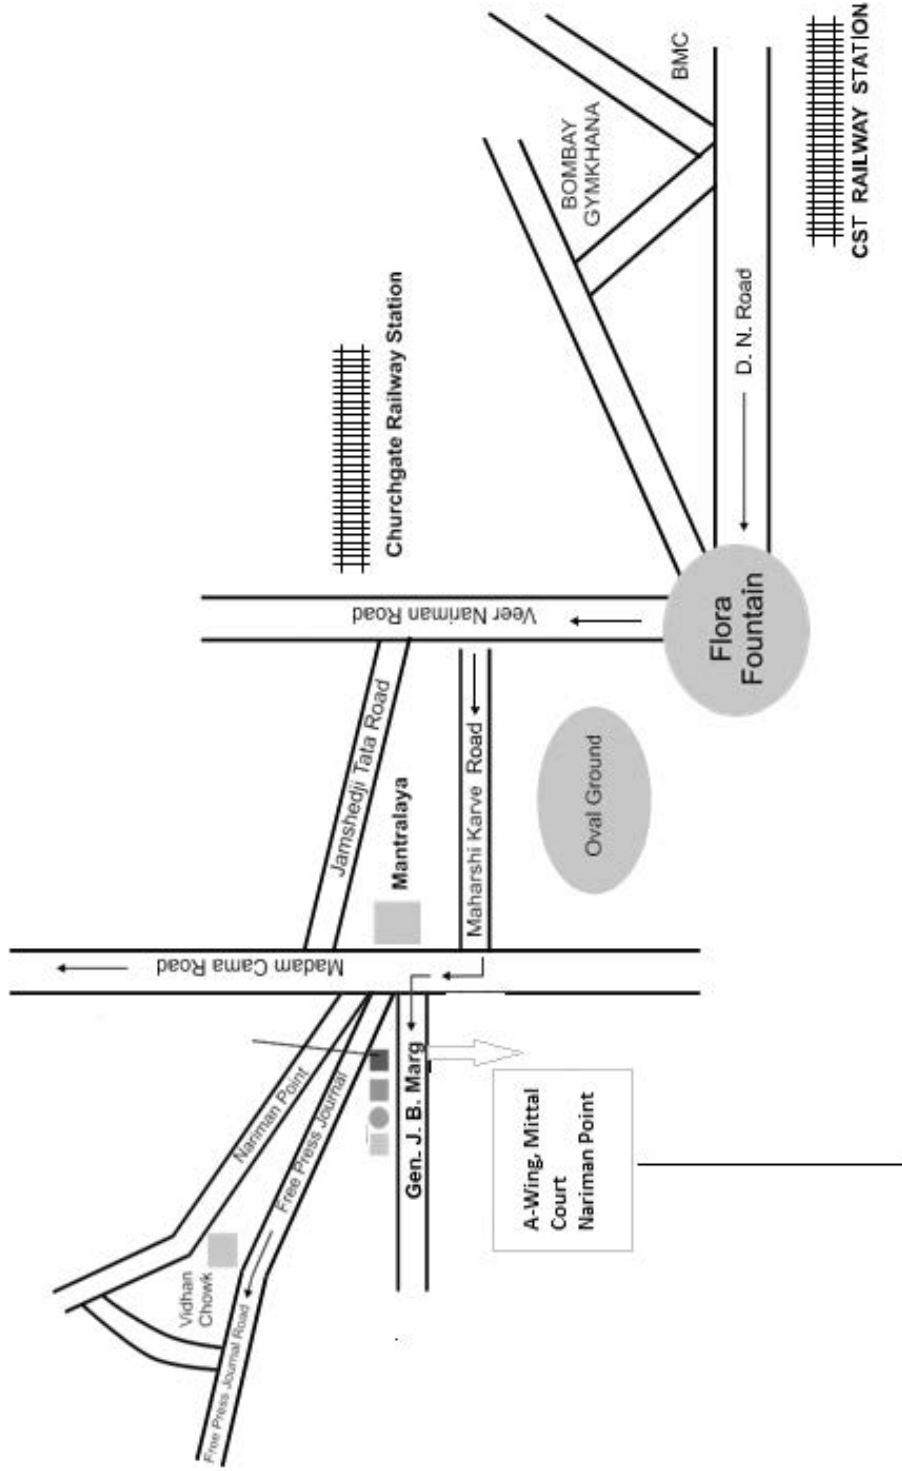 BMC
CST RAILWAY STATION
BOMBAY
GYMKHANA
D. N. Road
Churchgate Railway Station
Veer Nariman Road
Flora
Fountain
Jamshedji Tata Road
Maharshi Karve Road
Oval Ground
Mantralaya
Madam Cama Road
Nariman Point
Free Press Journal
Gen. J. B. Marg
A-Wing, Mittal
Court
Nariman Point
Vidhan
Chowk
Free Press Journal Road